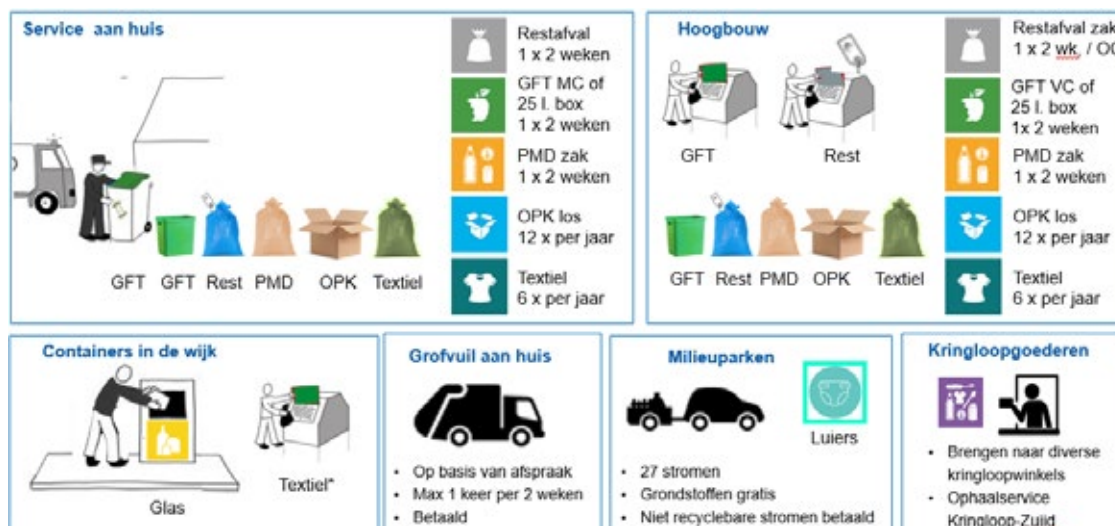 Service aan huis
Restafval
1 x 2 weken
GFT MC of
25 l. box
1 x 2 weken
PMD zak
1 x 2 weken
OPK los
12 x per jaar
Textiel
6 x per jaar
GFT GFT Rest PMD OPK Textiel
Hoogbouw
Restafval zak
1 x 2 wk. / OC
GFT VC of
25 l. box
1x 2 weken
PMD zak
1 x 2 weken
OPK los
12 x per jaar
Textiel
6 x per jaar
GFT Rest
GFT Rest PMD OPK Textiel
Containers in de wijk
Glas
Textiel*
Grofvuil aan huis
• Op basis van afspraak
• Max 1 keer per 2 weken
• Betaald
Milieuparken
Luiers
• 27 stromen
• Grondstoffen gratis
• Niet recyclebare stromen betaald
Kringloopgoederen
• Brengen naar diverse
kringloopwinkels
• Ophaalservice
Kringloop-Zuijd